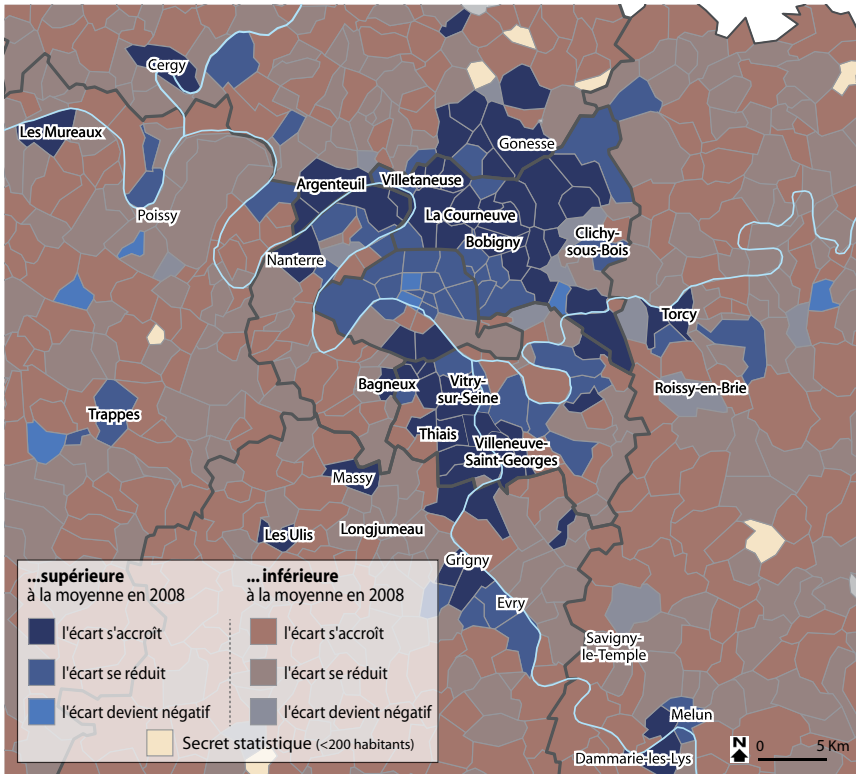 Cergy
Les Mureaux
Gonesse
Argenteuil
Villetaneuse
Poissy
La Courneuve
Bobigny
Clichy-
sous-Bois
Nanterre
Torcy
Bagneux
Vitry-
sur-Seine
Roissy-en-Brie
Trappes
Thiais
Villeneuve-
Saint-Georges
Massy
Les Ulis
Longjumeau
Grigny
Evry
Savigny-
le-Temple
Melun
Dammarie-les-Lys
...supérieure
à la moyenne en 2008
l'écart s'accroît
l'écart se réduit
l'écart devient négatif
... inférieure
à la moyenne en 2008
l'écart s'accroît
l'écart se réduit
l'écart devient négatif
Secret statistique (<200 habitants)
N
0 5 Km